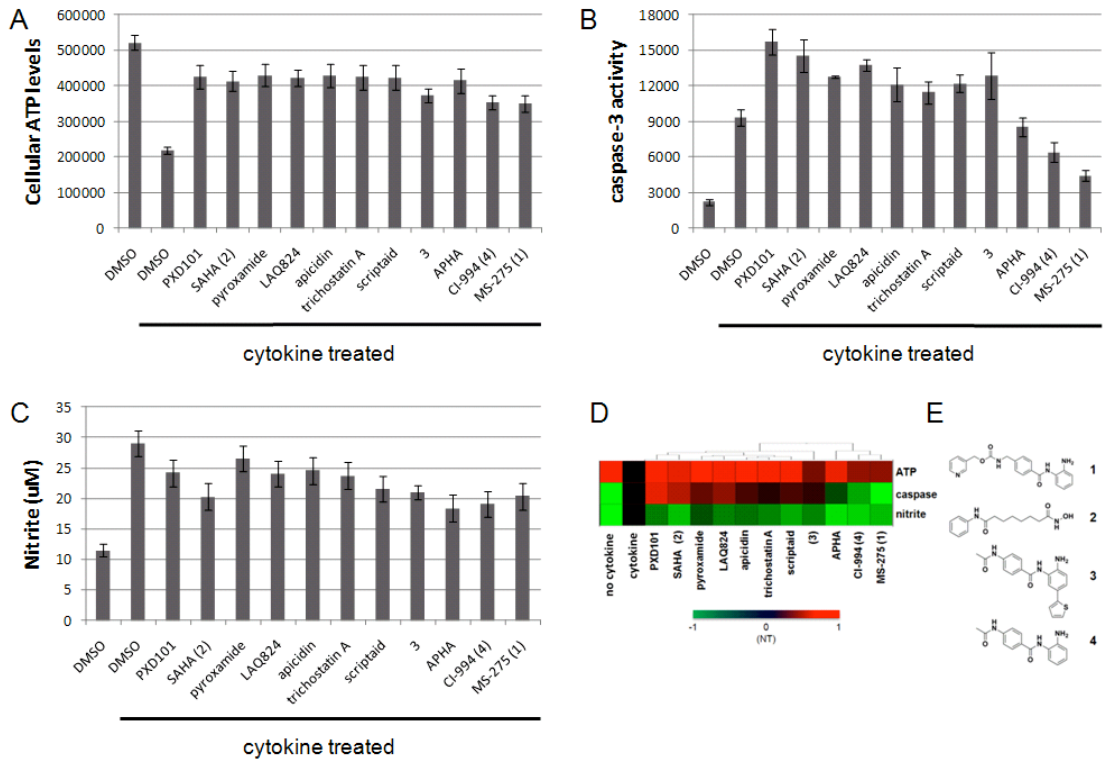 A
Cellular ATP levels
600000
500000
400000
300000
200000
100000
0
DMSO
DMSO
PXD101
SAHA (2)
pyroxamide
LAQ824
apicidin
trichostatin A
scriptaid
3
APHA
CI-994 (4)
MS-275 (1)
cytokine treated
B
caspase-3 activity
18000
15000
12000
9000
6000
3000
0
DMSO
DMSO
PXD101
SAHA (2)
pyroxamide
LAQ824
apicidin
trichostatin A
scriptaid
3
APHA
CI-994 (4)
MS-275 (1)
cytokine treated
C
Nitrite (uM)
35
30
25
20
15
10
5
0
DMSO
DMSO
PXD101
SAHA (2)
pyroxamide
LAQ824
apicidin
trichostatin A
scriptaid
3
APHA
CI-994 (4)
MS-275 (1)
cytokine treated
D
ATP
caspase
nitrite
no cytokine
cytokine
PXD101
SAHA (2)
pyroxamide
LAQ824
apicidin
trichostatin A
scriptaid
(3)
APHA
CI-994 (4)
MS-275 (1)
-1 0 1
(NT)
E
N O O H N O N H NH₂ 1
H N O O N H OH 2
H N O O N H NH₂ S 3
H N O O N H NH₂ 4